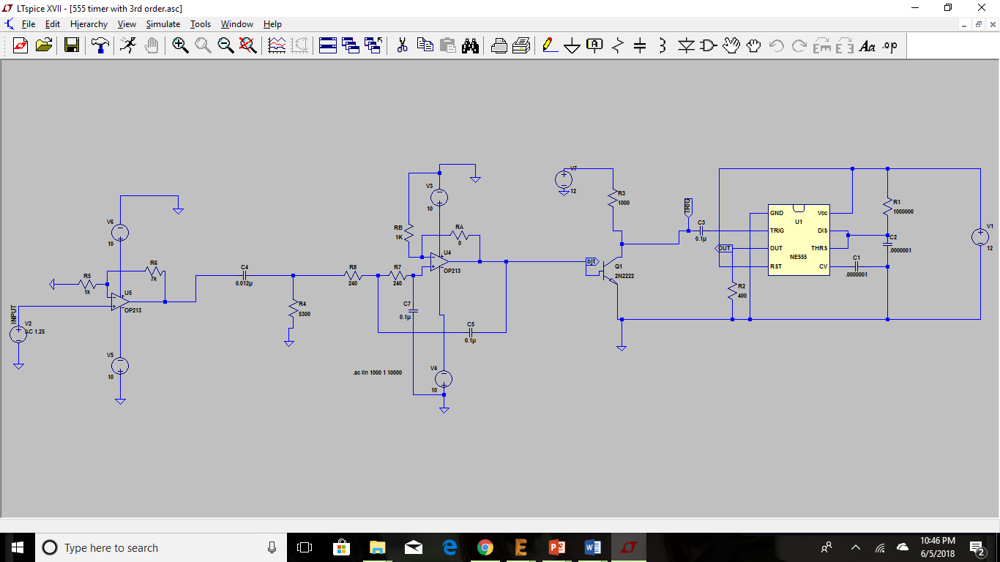 LTspice XVII - [555 timer with 3rd order.asc]
File Edit Hierarchy View Simulate Tools Window Help
Aa .op
V7
12
R3
1000
TRIG
C3
0.1µ
GND Vcc
U1
TRIG DIS
OUT THRS
NE555
RST CV
OUT
R1
1000000
C2
.0000001
C1
.0000001
V1
12
R2
400
V3
10
RB
1K
RA
0
U4
OP213
bjt
Q1
2N2222
V6
10
R6
7k
R5
1k
U5
OP213
INPUT
V2
AC 1.25
V5
10
C4
0.012µ
R4
5300
R8
240
R7
240
C7
0.1µ
C5
0.1µ
.ac lin 1000 1 10000
V4
10
Type here to search
10:46 PM
6/5/2018
2